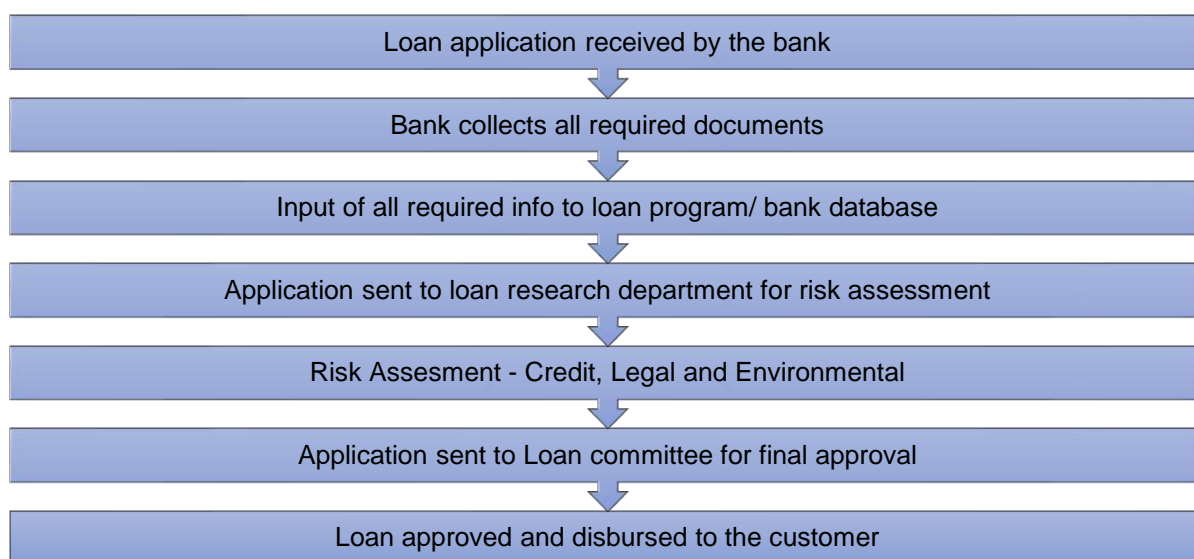 Loan application received by the bank
Bank collects all required documents
Input of all required info to loan program/ bank database
Application sent to loan research department for risk assessment
Risk Assesment - Credit, Legal and Environmental
Application sent to Loan committee for final approval
Loan approved and disbursed to the customer